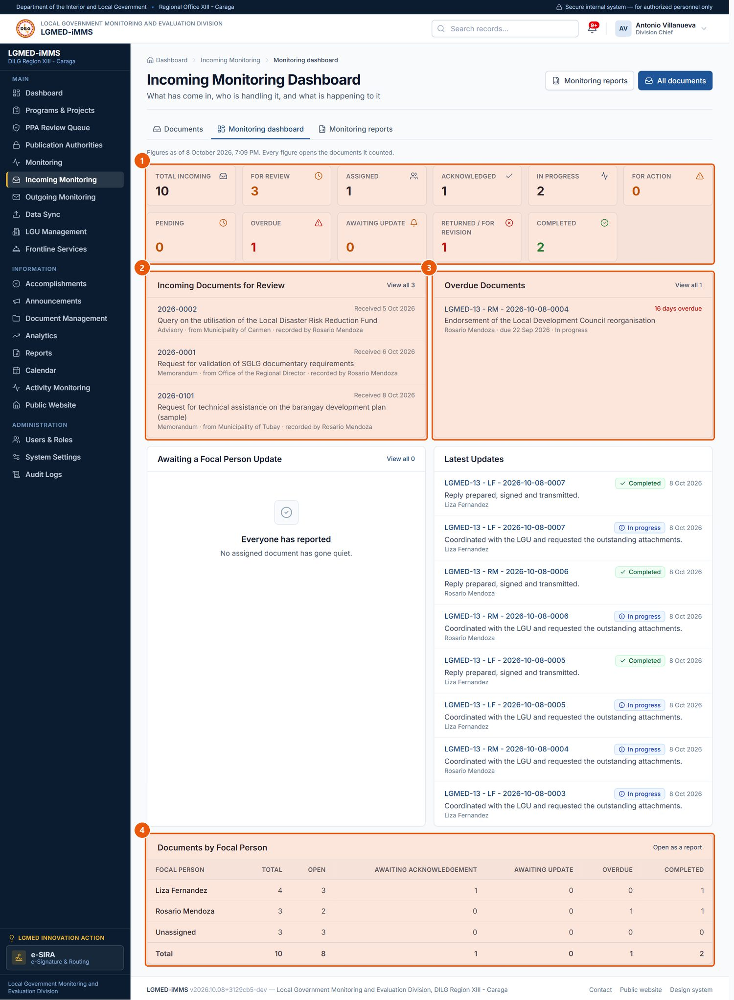 Department of the Interior and Local Government • Regional Office XIII - Caraga
Secure internal system — for authorized personnel only
DILG
LOCAL GOVERNMENT MONITORING AND EVALUATION DIVISION
LGMED-iMMS
Search records...
9+
AV
Antonio Villanueva
Division Chief
LGMED-iMMS
DILG Region XIII - Caraga
MAIN
Dashboard
Programs & Projects
PPA Review Queue
Publication Authorities
Monitoring
Incoming Monitoring
Outgoing Monitoring
Data Sync
LGU Management
Frontline Services
INFORMATION
Accomplishments
Announcements
Document Management
Analytics
Reports
Calendar
Activity Monitoring
Public Website
ADMINISTRATION
Users & Roles
System Settings
Audit Logs
LGMED INNOVATION ACTION
e-SIRA
e-Signature & Routing
Local Government Monitoring and
Evaluation Division
Dashboard > Incoming Monitoring > Monitoring dashboard
Incoming Monitoring Dashboard
What has come in, who is handling it, and what is happening to it
Monitoring reports
All documents
Documents
Monitoring dashboard
Monitoring reports
Figures as of 8 October 2026, 7:09 PM. Every figure opens the documents it counted.
1
TOTAL INCOMING
10
FOR REVIEW
3
ASSIGNED
1
ACKNOWLEDGED
1
IN PROGRESS
2
FOR ACTION
0
PENDING
0
OVERDUE
1
AWAITING UPDATE
0
RETURNED / FOR
REVISION
1
COMPLETED
2
2
Incoming Documents for Review
View all 3
2026-0002
Received 5 Oct 2026
Query on the utilisation of the Local Disaster Risk Reduction Fund
Advisory · from Municipality of Carmen · recorded by Rosario Mendoza
2026-0001
Received 6 Oct 2026
Request for validation of SGLG documentary requirements
Memorandum · from Office of the Regional Director · recorded by Rosario Mendoza
2026-0101
Received 8 Oct 2026
Request for technical assistance on the barangay development plan
(sample)
Memorandum · from Municipality of Tubay · recorded by Rosario Mendoza
3
Overdue Documents
View all 1
LGMED-13 - RM - 2026-10-08-0004
16 days overdue
Endorsement of the Local Development Council reorganisation
Rosario Mendoza · due 22 Sep 2026 · In progress
Awaiting a Focal Person Update
View all 0
Everyone has reported
No assigned document has gone quiet.
Latest Updates
LGMED-13 - LF - 2026-10-08-0007
Completed
8 Oct 2026
Reply prepared, signed and transmitted.
Liza Fernandez
LGMED-13 - LF - 2026-10-08-0007
In progress
8 Oct 2026
Coordinated with the LGU and requested the outstanding attachments.
Liza Fernandez
LGMED-13 - RM - 2026-10-08-0006
Completed
8 Oct 2026
Reply prepared, signed and transmitted.
Rosario Mendoza
LGMED-13 - RM - 2026-10-08-0006
In progress
8 Oct 2026
Coordinated with the LGU and requested the outstanding attachments.
Rosario Mendoza
LGMED-13 - LF - 2026-10-08-0005
Completed
8 Oct 2026
Reply prepared, signed and transmitted.
Liza Fernandez
LGMED-13 - LF - 2026-10-08-0005
In progress
8 Oct 2026
Coordinated with the LGU and requested the outstanding attachments.
Liza Fernandez
LGMED-13 - RM - 2026-10-08-0004
In progress
8 Oct 2026
Coordinated with the LGU and requested the outstanding attachments.
Rosario Mendoza
LGMED-13 - LF - 2026-10-08-0003
In progress
8 Oct 2026
Coordinated with the LGU and requested the outstanding attachments.
Liza Fernandez
4
Documents by Focal Person
Open as a report
FOCAL PERSON TOTAL OPEN AWAITING ACKNOWLEDGEMENT AWAITING UPDATE OVERDUE COMPLETED
Liza Fernandez 4 3 1 0 0 1
Rosario Mendoza 3 2 0 0 1 1
Unassigned 3 3 0 0 0 0
Total 10 8 1 0 1 2
LGMED-iMMS v2026.10.08+3129cb5-dev — Local Government Monitoring and Evaluation Division, DILG Region XIII - Caraga
Contact Public website Design system